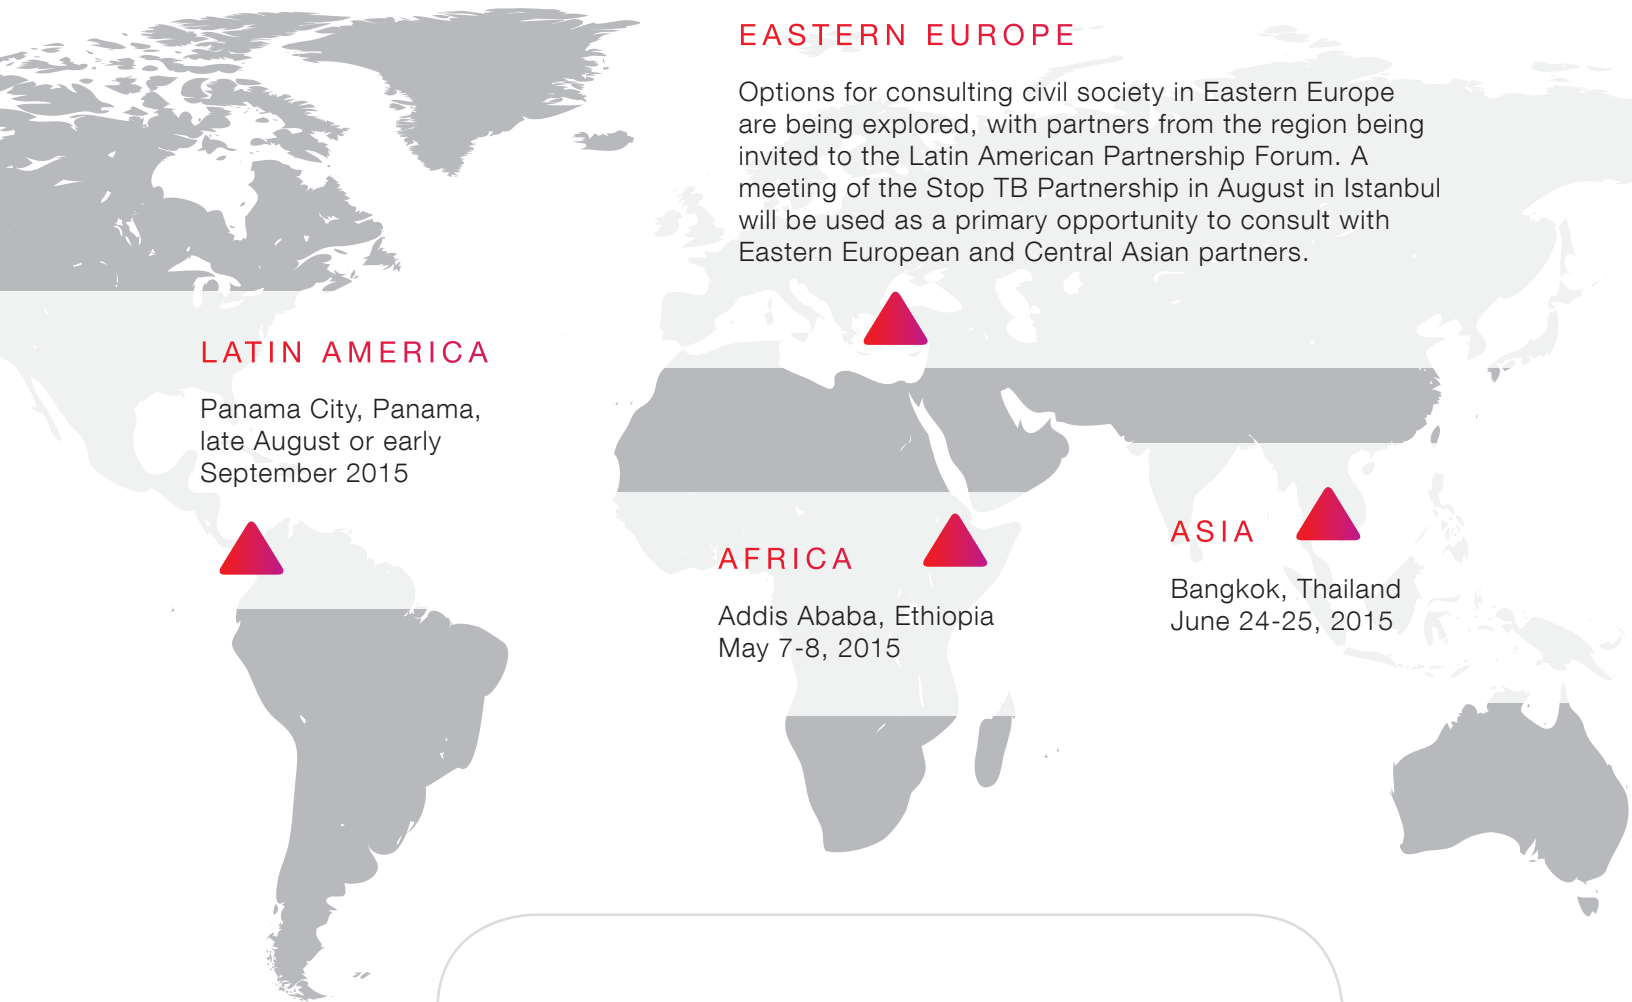 EASTERN EUROPE
Options for consulting civil society in Eastern Europe
are being explored, with partners from the region being
invited to the Latin American Partnership Forum. A
meeting of the Stop TB Partnership in August in Istanbul
will be used as a primary opportunity to consult with
Eastern European and Central Asian partners.
LATIN AMERICA
Panama City, Panama,
late August or early
September 2015
AFRICA
Addis Ababa, Ethiopia
May 7-8, 2015
ASIA
Bangkok, Thailand
June 24-25, 2015